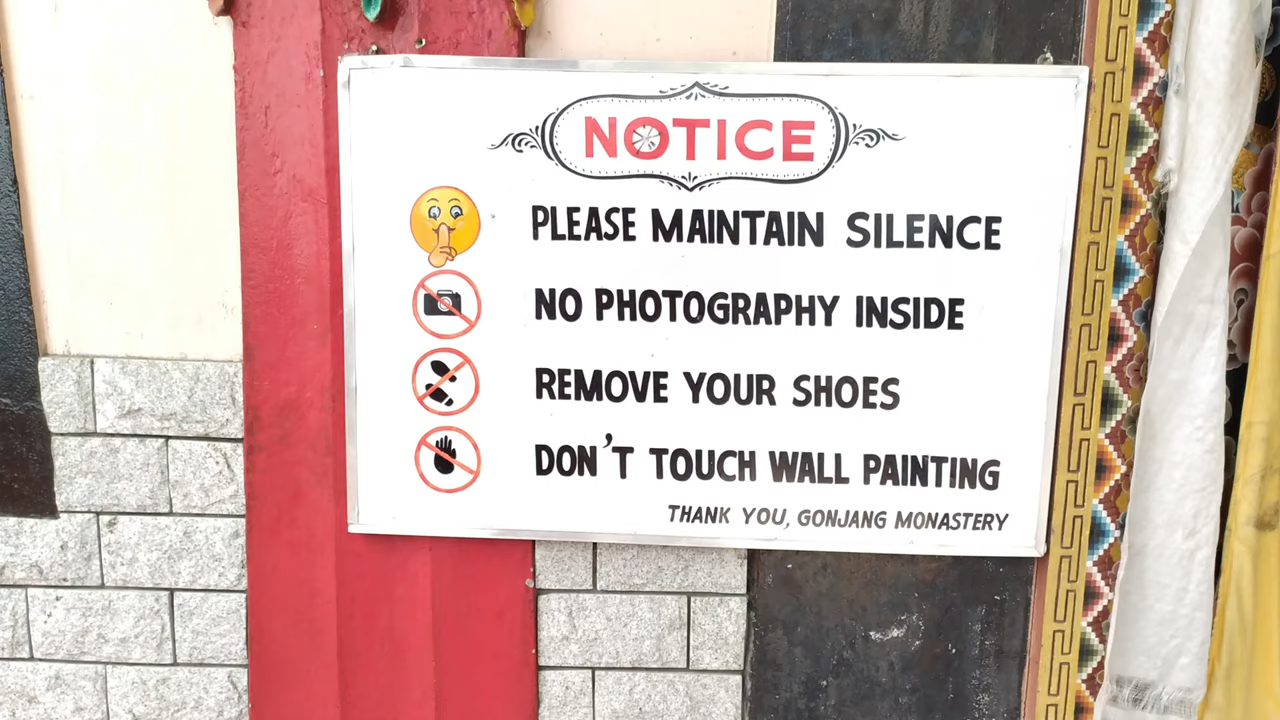 NOTICE
PLEASE MAINTAIN SILENCE
NO PHOTOGRAPHY INSIDE
REMOVE YOUR SHOES
DON'T TOUCH WALL PAINTING
THANK YOU, GONJANG MONASTERY